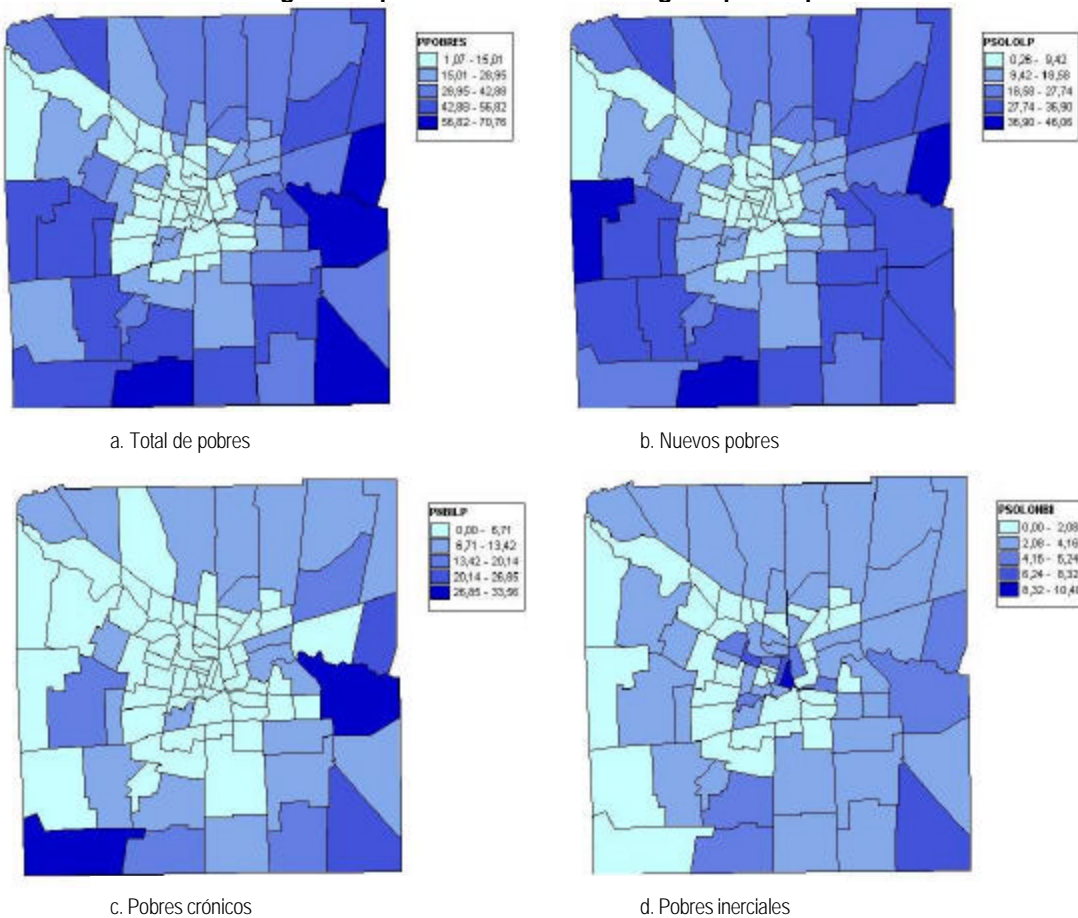 PPOBRES
1,07 - 15,01
15,01 - 28,95
28,95 - 42,88
42,88 - 56,82
56,82 - 70,76
PSOLOLP
0,26 - 9,42
9,42 - 18,58
18,58 - 27,74
27,74 - 36,90
36,90 - 46,06
a. Total de pobres
b. Nuevos pobres
PNBILP
0,00 - 6,71
6,71 - 13,42
13,42 - 20,14
20,14 - 26,85
26,85 - 33,56
PSOLONBI
0,00 - 2,08
2,08 - 4,16
4,16 - 6,24
6,24 - 8,32
8,32 - 10,40
c. Pobres crónicos
d. Pobres inerciales